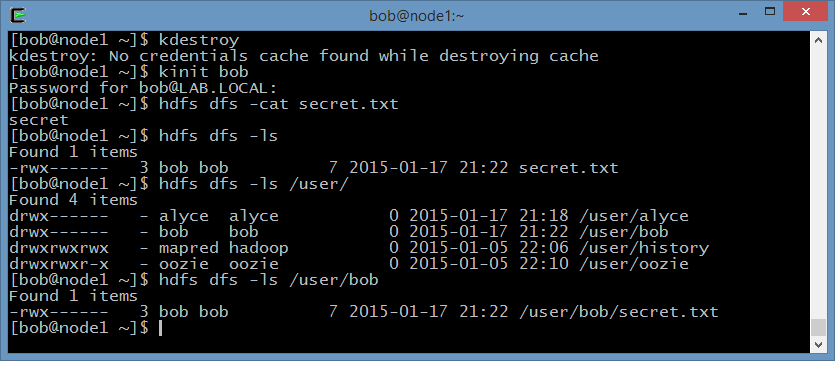 bob@node1:~
[bob@node1 ~]$ kdestroy
kdestroy: No credentials cache found while destroying cache
[bob@node1 ~]$ kinit bob
Password for bob@LAB.LOCAL:
[bob@node1 ~]$ hdfs dfs -cat secret.txt
secret
[bob@node1 ~]$ hdfs dfs -ls
Found 1 items
-rwx------   3 bob bob          7 2015-01-17 21:22 secret.txt
[bob@node1 ~]$ hdfs dfs -ls /user/
Found 4 items
drwx------   - alyce  alyce          0 2015-01-17 21:18 /user/alyce
drwx------   - bob    bob            0 2015-01-17 21:22 /user/bob
drwxrwxrwx   - mapred hadoop         0 2015-01-05 22:06 /user/history
drwxrwxr-x   - oozie  oozie          0 2015-01-05 22:10 /user/oozie
[bob@node1 ~]$ hdfs dfs -ls /user/bob
Found 1 items
-rwx------   3 bob bob          7 2015-01-17 21:22 /user/bob/secret.txt
[bob@node1 ~]$